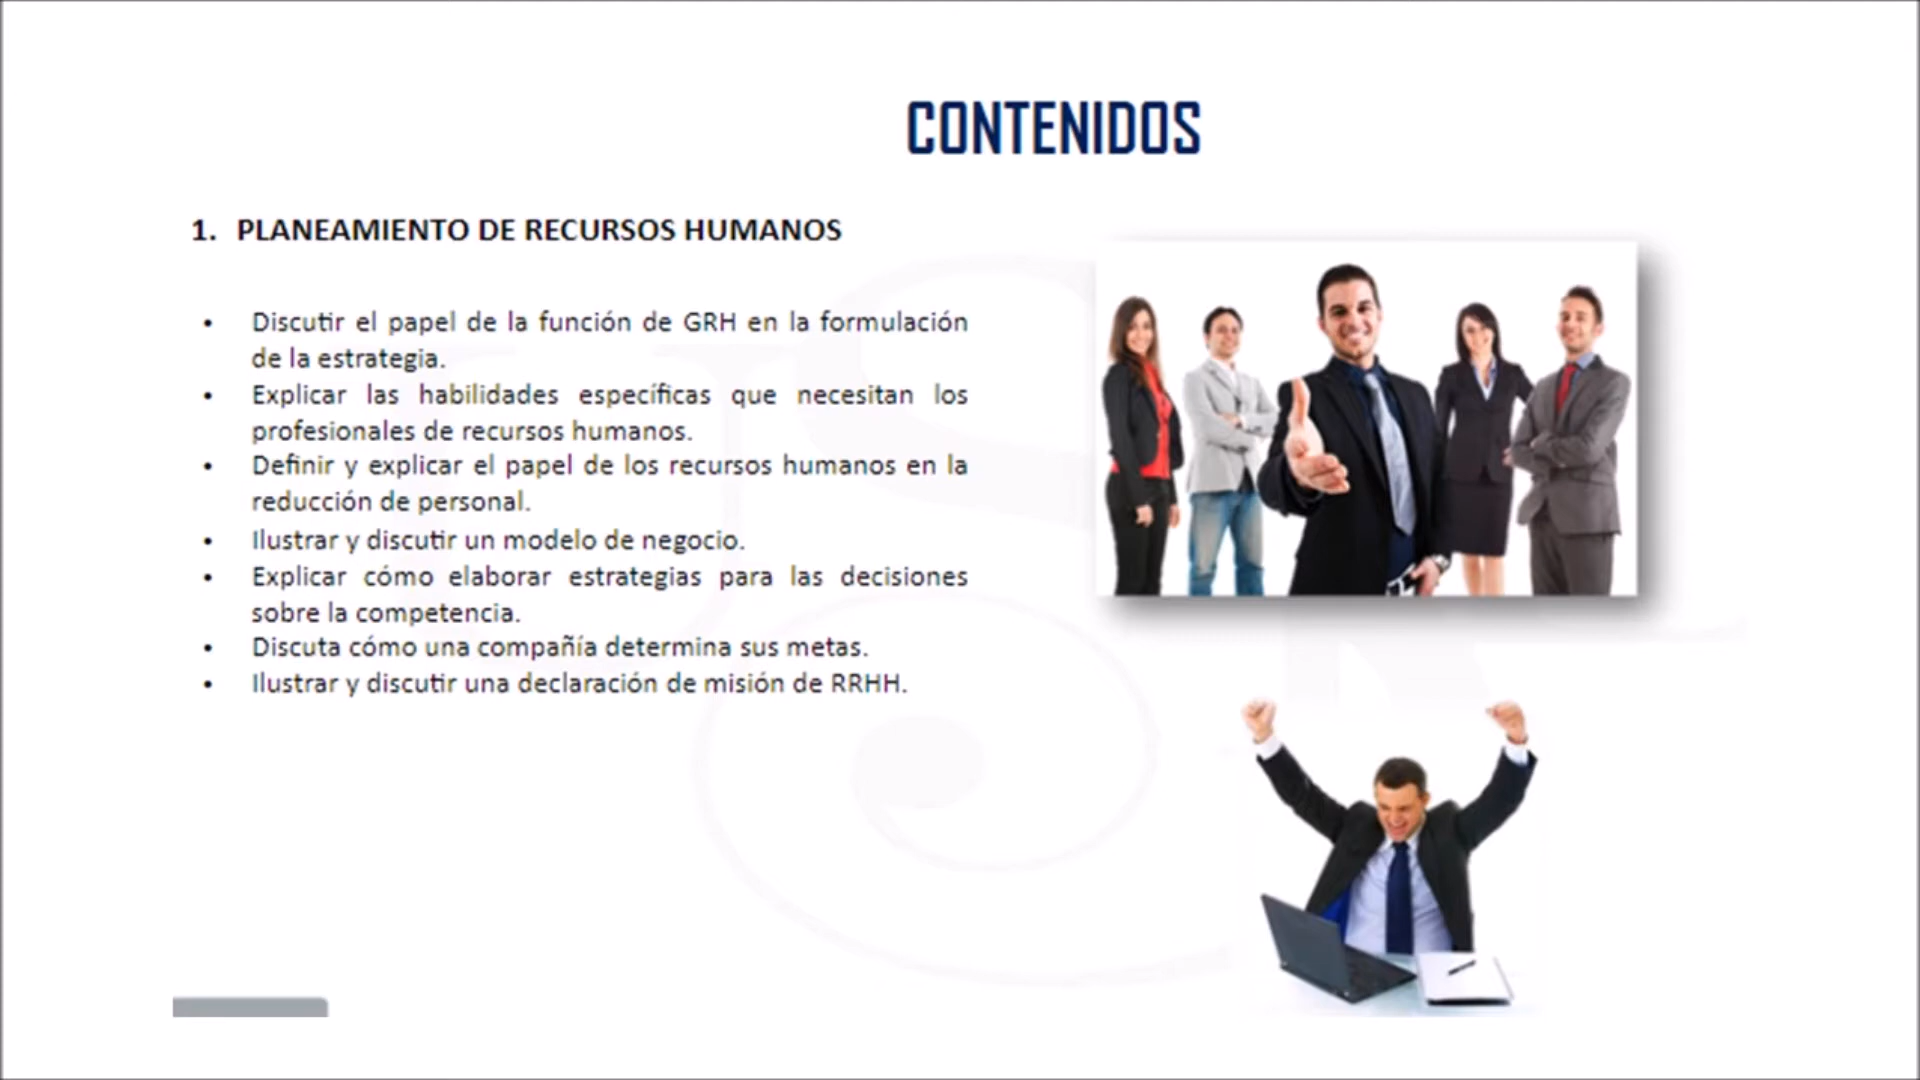 CONTENIDOS
1. PLANEAMIENTO DE RECURSOS HUMANOS
• Discutir el papel de la función de GRH en la formulación
de la estrategia.
• Explicar las habilidades específicas que necesitan los
profesionales de recursos humanos.
• Definir y explicar el papel de los recursos humanos en la
reducción de personal.
• Ilustrar y discutir un modelo de negocio.
• Explicar cómo elaborar estrategias para las decisiones
sobre la competencia.
• Discuta cómo una compañía determina sus metas.
• Ilustrar y discutir una declaración de misión de RRHH.